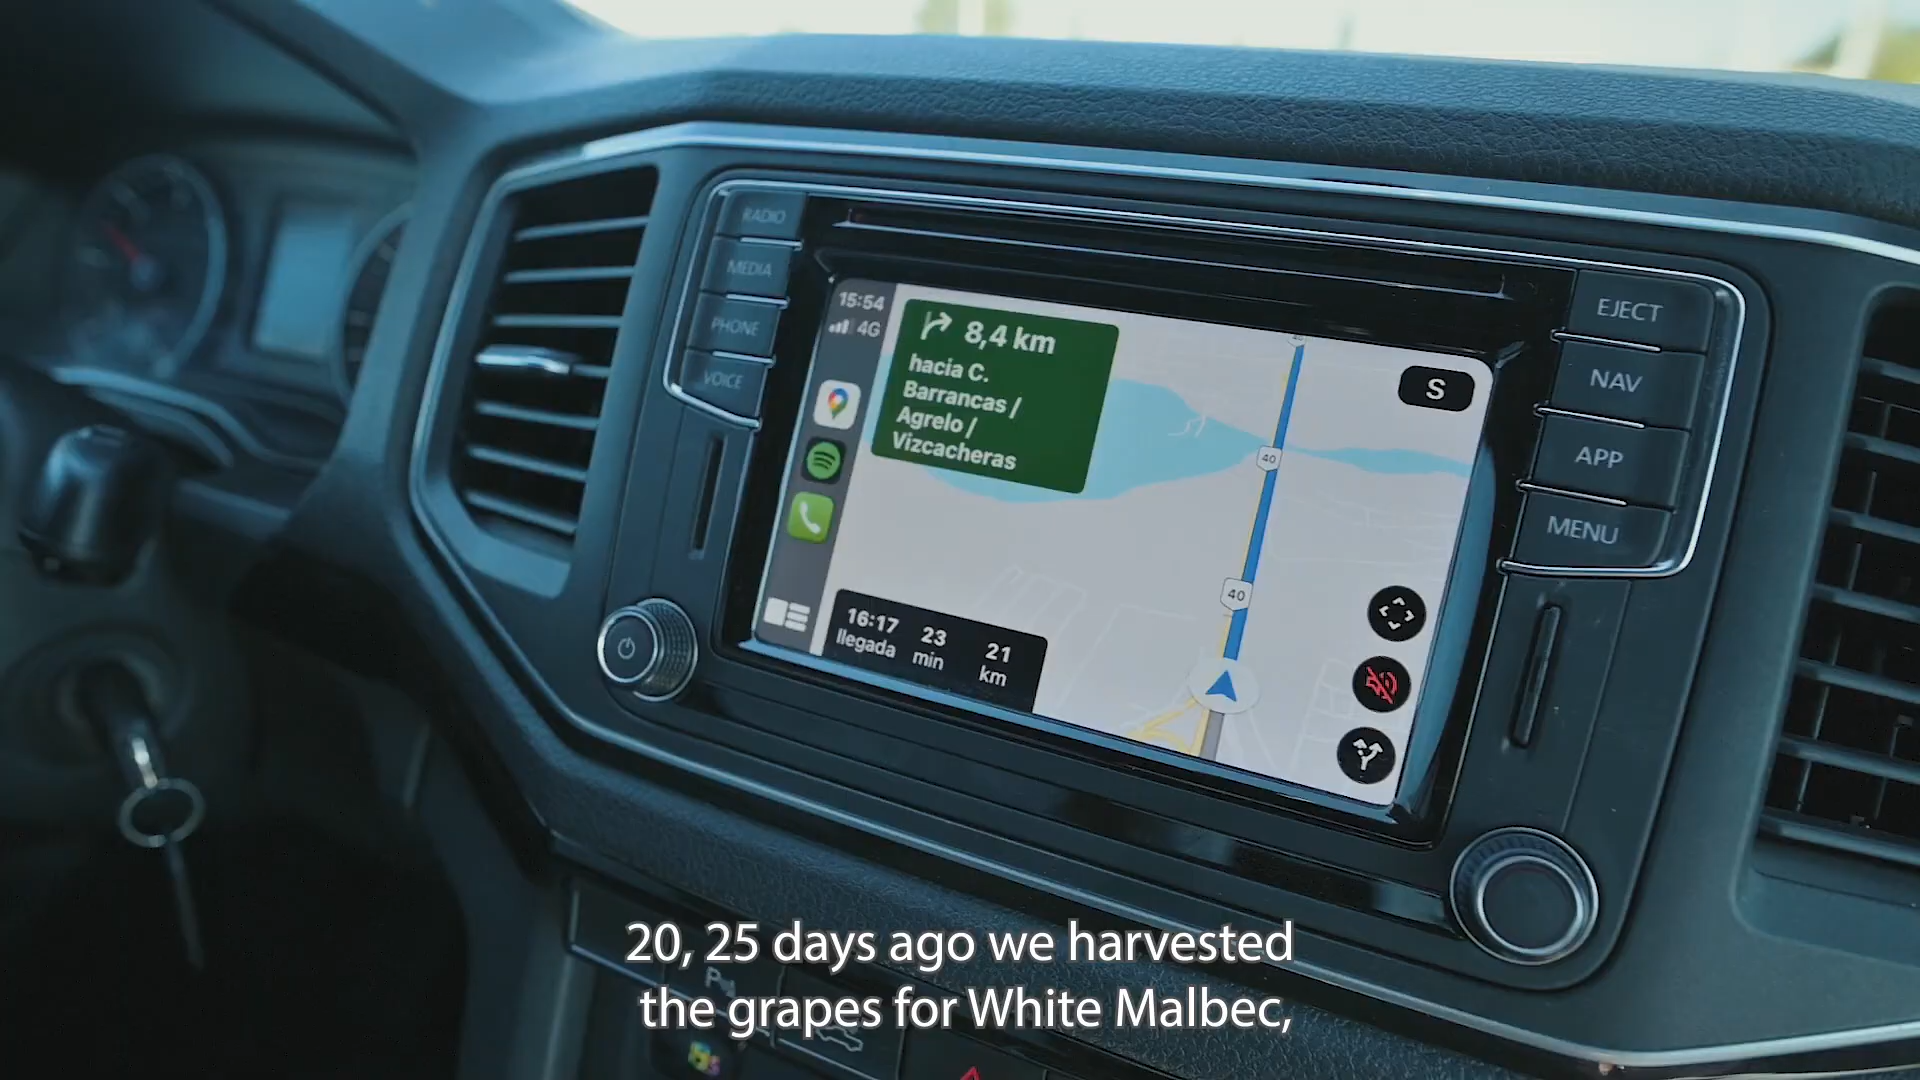 RADIO
MEDIA
PHONE
VOICE
15:54
4G
8,4 km
hacia C.
Barrancas /
Agrelo /
Vizcacheras
40
S
40
40
16:17 23 21
llegada min km
EJECT
NAV
APP
MENU
20, 25 days ago we harvested
the grapes for White Malbec,